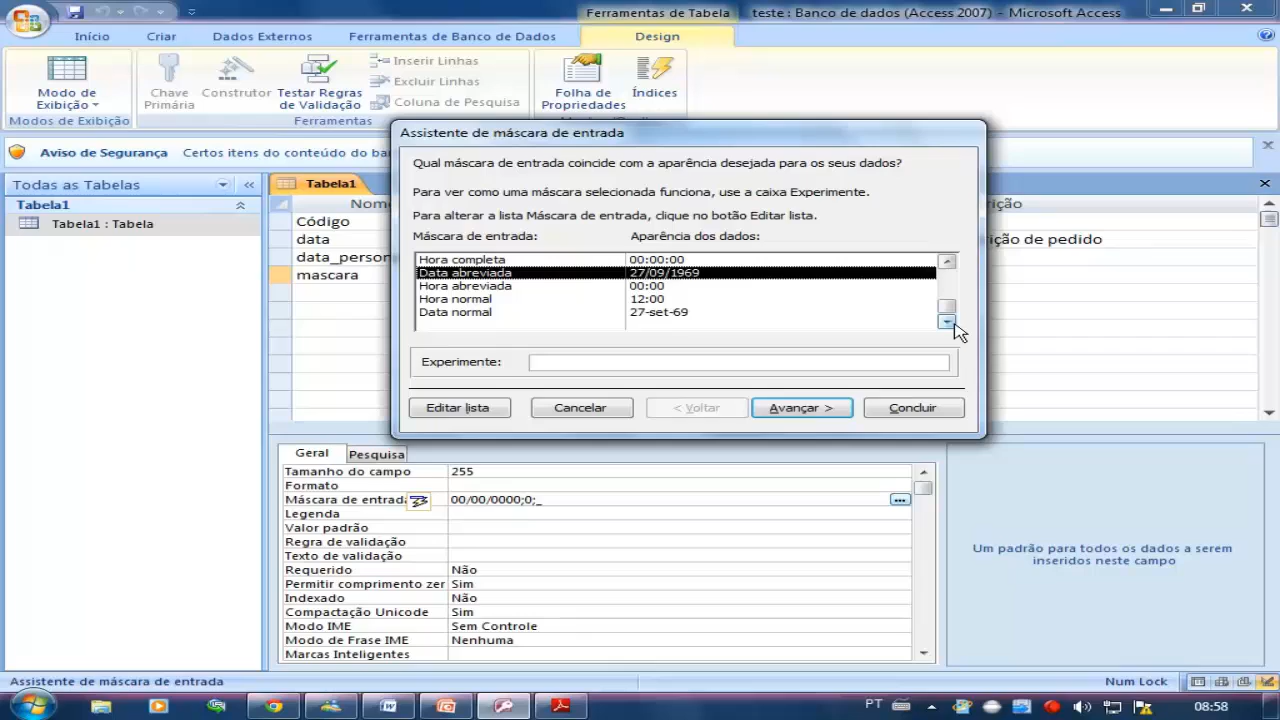 Ferramentas de Tabela teste : Banco de dados (Access 2007) - Microsoft Access
Início Criar Dados Externos Ferramentas de Banco de Dados Design
Modo de Exibição
Chave Primária
Construtor
Testar Regras de Validação
Inserir Linhas
Excluir Linhas
Coluna de Pesquisa
Folha de Propriedades
Índices
Modos de Exibição Ferramentas
Aviso de Segurança Certos itens do conteúdo do ba
Todas as Tabelas
Tabela1
Tabela1 : Tabela
Tabela1
Nom
Código
data
data_person
mascara
ição
ição de pedido
Assistente de máscara de entrada
Qual máscara de entrada coincide com a aparência desejada para os seus dados?
Para ver como uma máscara selecionada funciona, use a caixa Experimente.
Para alterar a lista Máscara de entrada, clique no botão Editar lista.
Máscara de entrada: Aparência dos dados:
Hora completa 00:00:00
Data abreviada 27/09/1969
Hora abreviada 00:00
Hora normal 12:00
Data normal 27-set-69
Experimente:
Editar lista Cancelar < Voltar Avançar > Concluir
Geral Pesquisa
Tamanho do campo 255
Formato
Máscara de entrada 00/00/0000;0;_
Legenda
Valor padrão
Regra de validação
Texto de validação
Requerido Não
Permitir comprimento zer Sim
Indexado Não
Compactação Unicode Sim
Modo IME Sem Controle
Modo de Frase IME Nenhuma
Marcas Inteligentes
Um padrão para todos os dados a serem
inseridos neste campo
Assistente de máscara de entrada Num Lock
PT 08:58